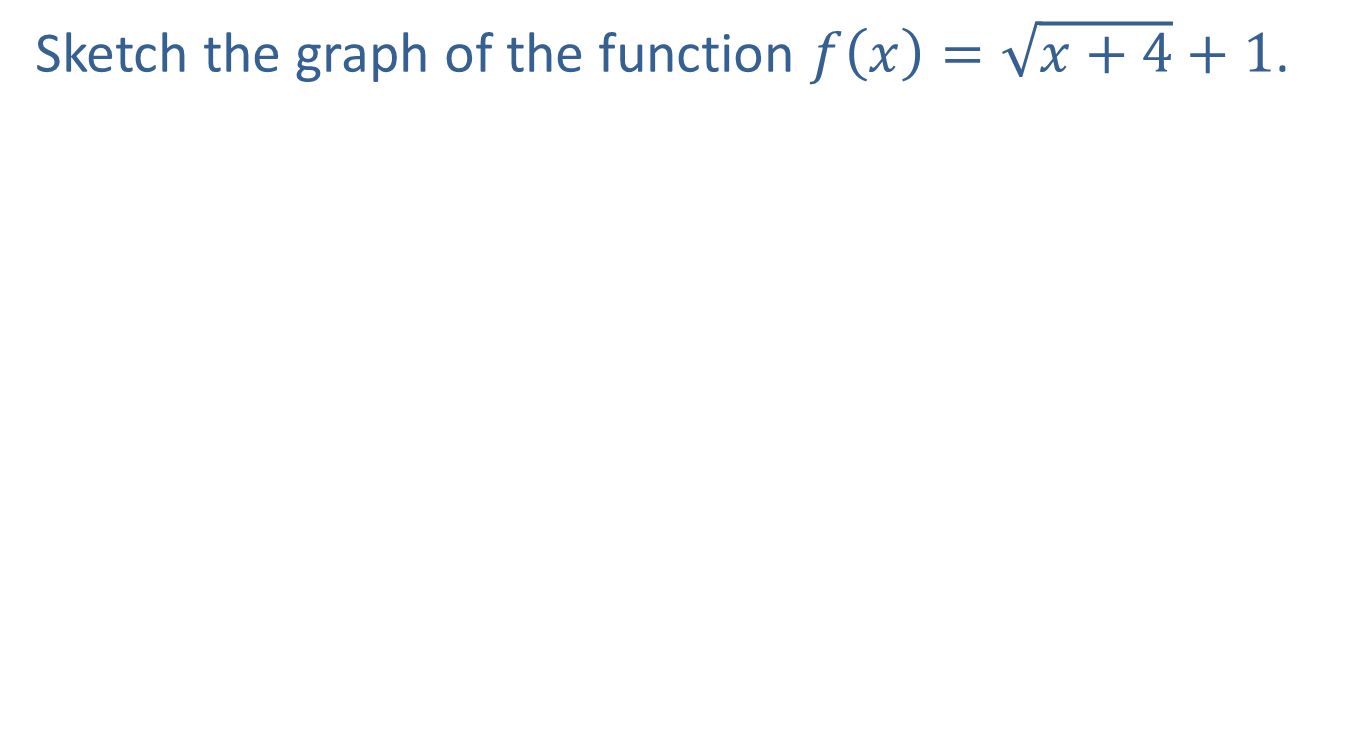 Sketch the graph of the function f(x) = √x + 4 + 1.